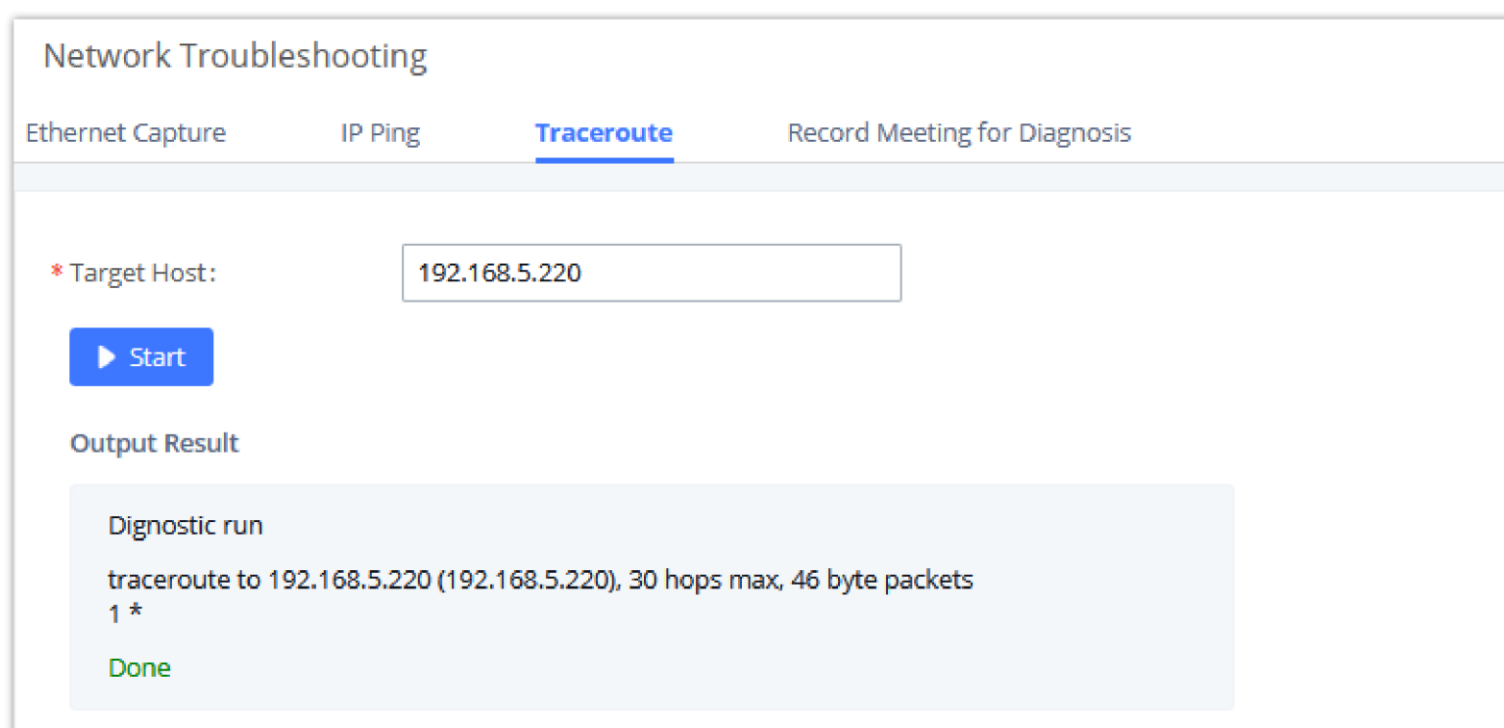 Network Troubleshooting
Ethernet Capture IP Ping Traceroute Record Meeting for Diagnosis
* Target Host: 192.168.5.220
Start
Output Result
Dignostic run
traceroute to 192.168.5.220 (192.168.5.220), 30 hops max, 46 byte packets
1 *
Done